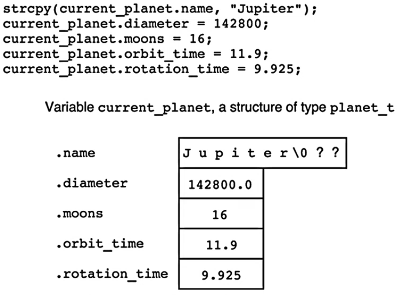 strcpy(current_planet.name, "Jupiter");
current_planet.diameter = 142800;
current_planet.moons = 16;
current_planet.orbit_time = 11.9;
current_planet.rotation_time = 9.925;
Variable current_planet, a structure of type planet_t
.name J u p i t e r \0 ? ?
.diameter 142800.0
.moons 16
.orbit_time 11.9
.rotation_time 9.925